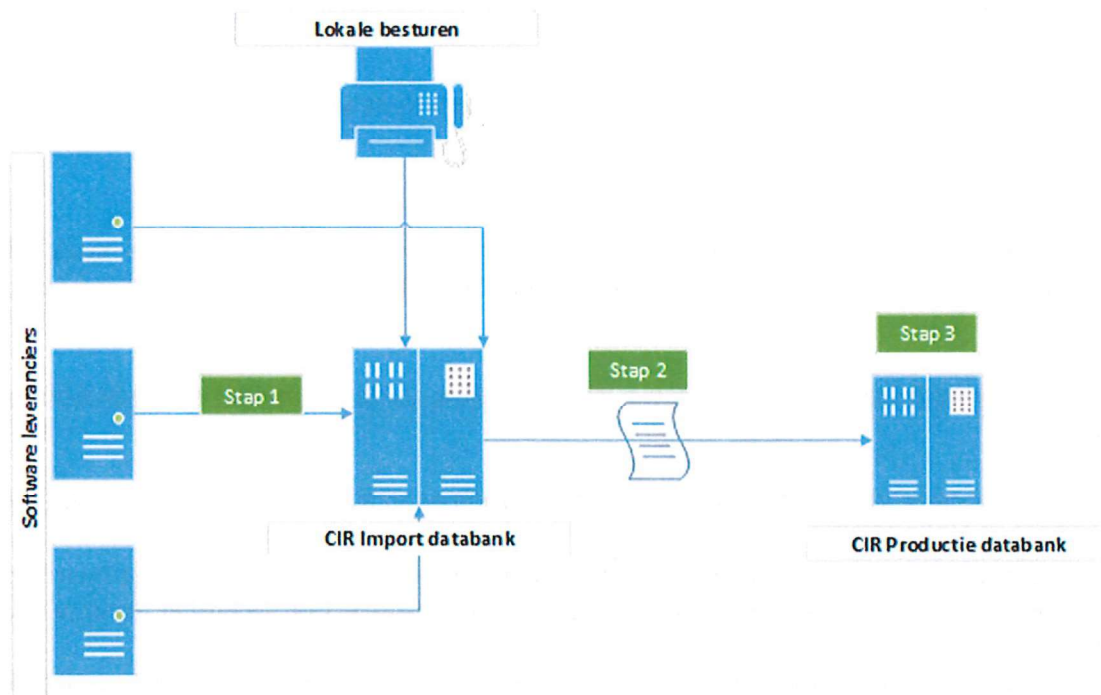 Lokale besturen
Software leveranciers
Stap 1
Stap 2
Stap 3
CIR Import databank
CIR Productie databank